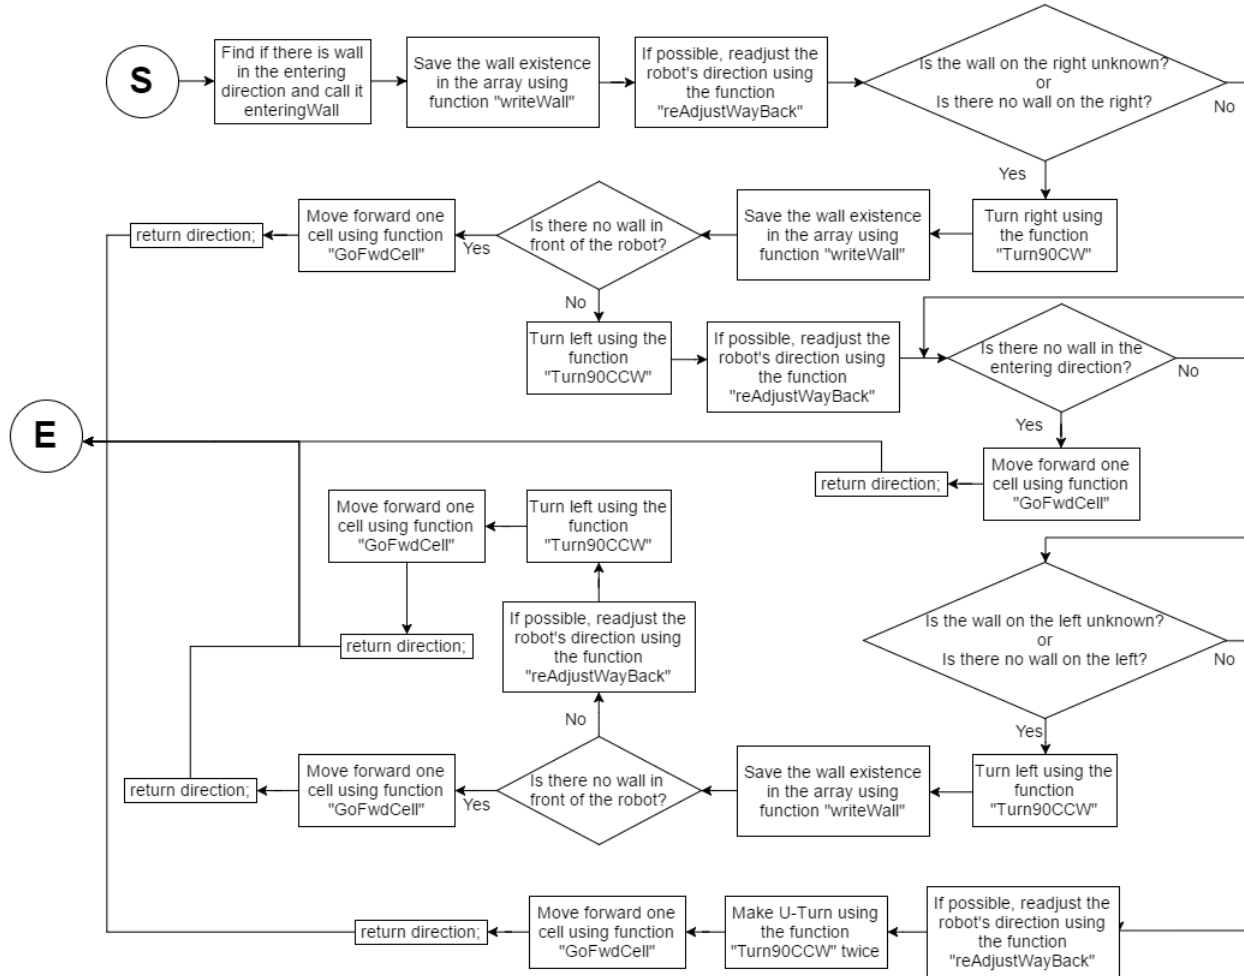 S
Find if there is wall
in the entering
direction and call it
enteringWall
Save the wall existence
in the array using
function "writeWall"
If possible, readjust the
robot's direction using
the function
"reAdjustWayBack"
Is the wall on the right unknown?
or
Is there no wall on the right?
No
Yes
Turn right using
the function
"Turn90CW"
Save the wall existence
in the array using
function "writeWall"
Is there no wall in
front of the robot?
Yes
Move forward one
cell using function
"GoFwdCell"
return direction;
No
Turn left using the
function
"Turn90CCW"
If possible, readjust the
robot's direction using
the function
"reAdjustWayBack"
Is there no wall in the
entering direction?
No
Yes
Move forward one
cell using function
"GoFwdCell"
return direction;
E
Is the wall on the left unknown?
or
Is there no wall on the left?
No
Yes
Turn left using the
function
"Turn90CCW"
Save the wall existence
in the array using
function "writeWall"
Is there no wall in
front of the robot?
Yes
Move forward one
cell using function
"GoFwdCell"
return direction;
No
If possible, readjust the
robot's direction using
the function
"reAdjustWayBack"
Turn left using the
function
"Turn90CCW"
Move forward one
cell using function
"GoFwdCell"
return direction;
If possible, readjust the
robot's direction using
the function
"reAdjustWayBack"
Make U-Turn using
the function
"Turn90CCW" twice
Move forward one
cell using function
"GoFwdCell"
return direction;